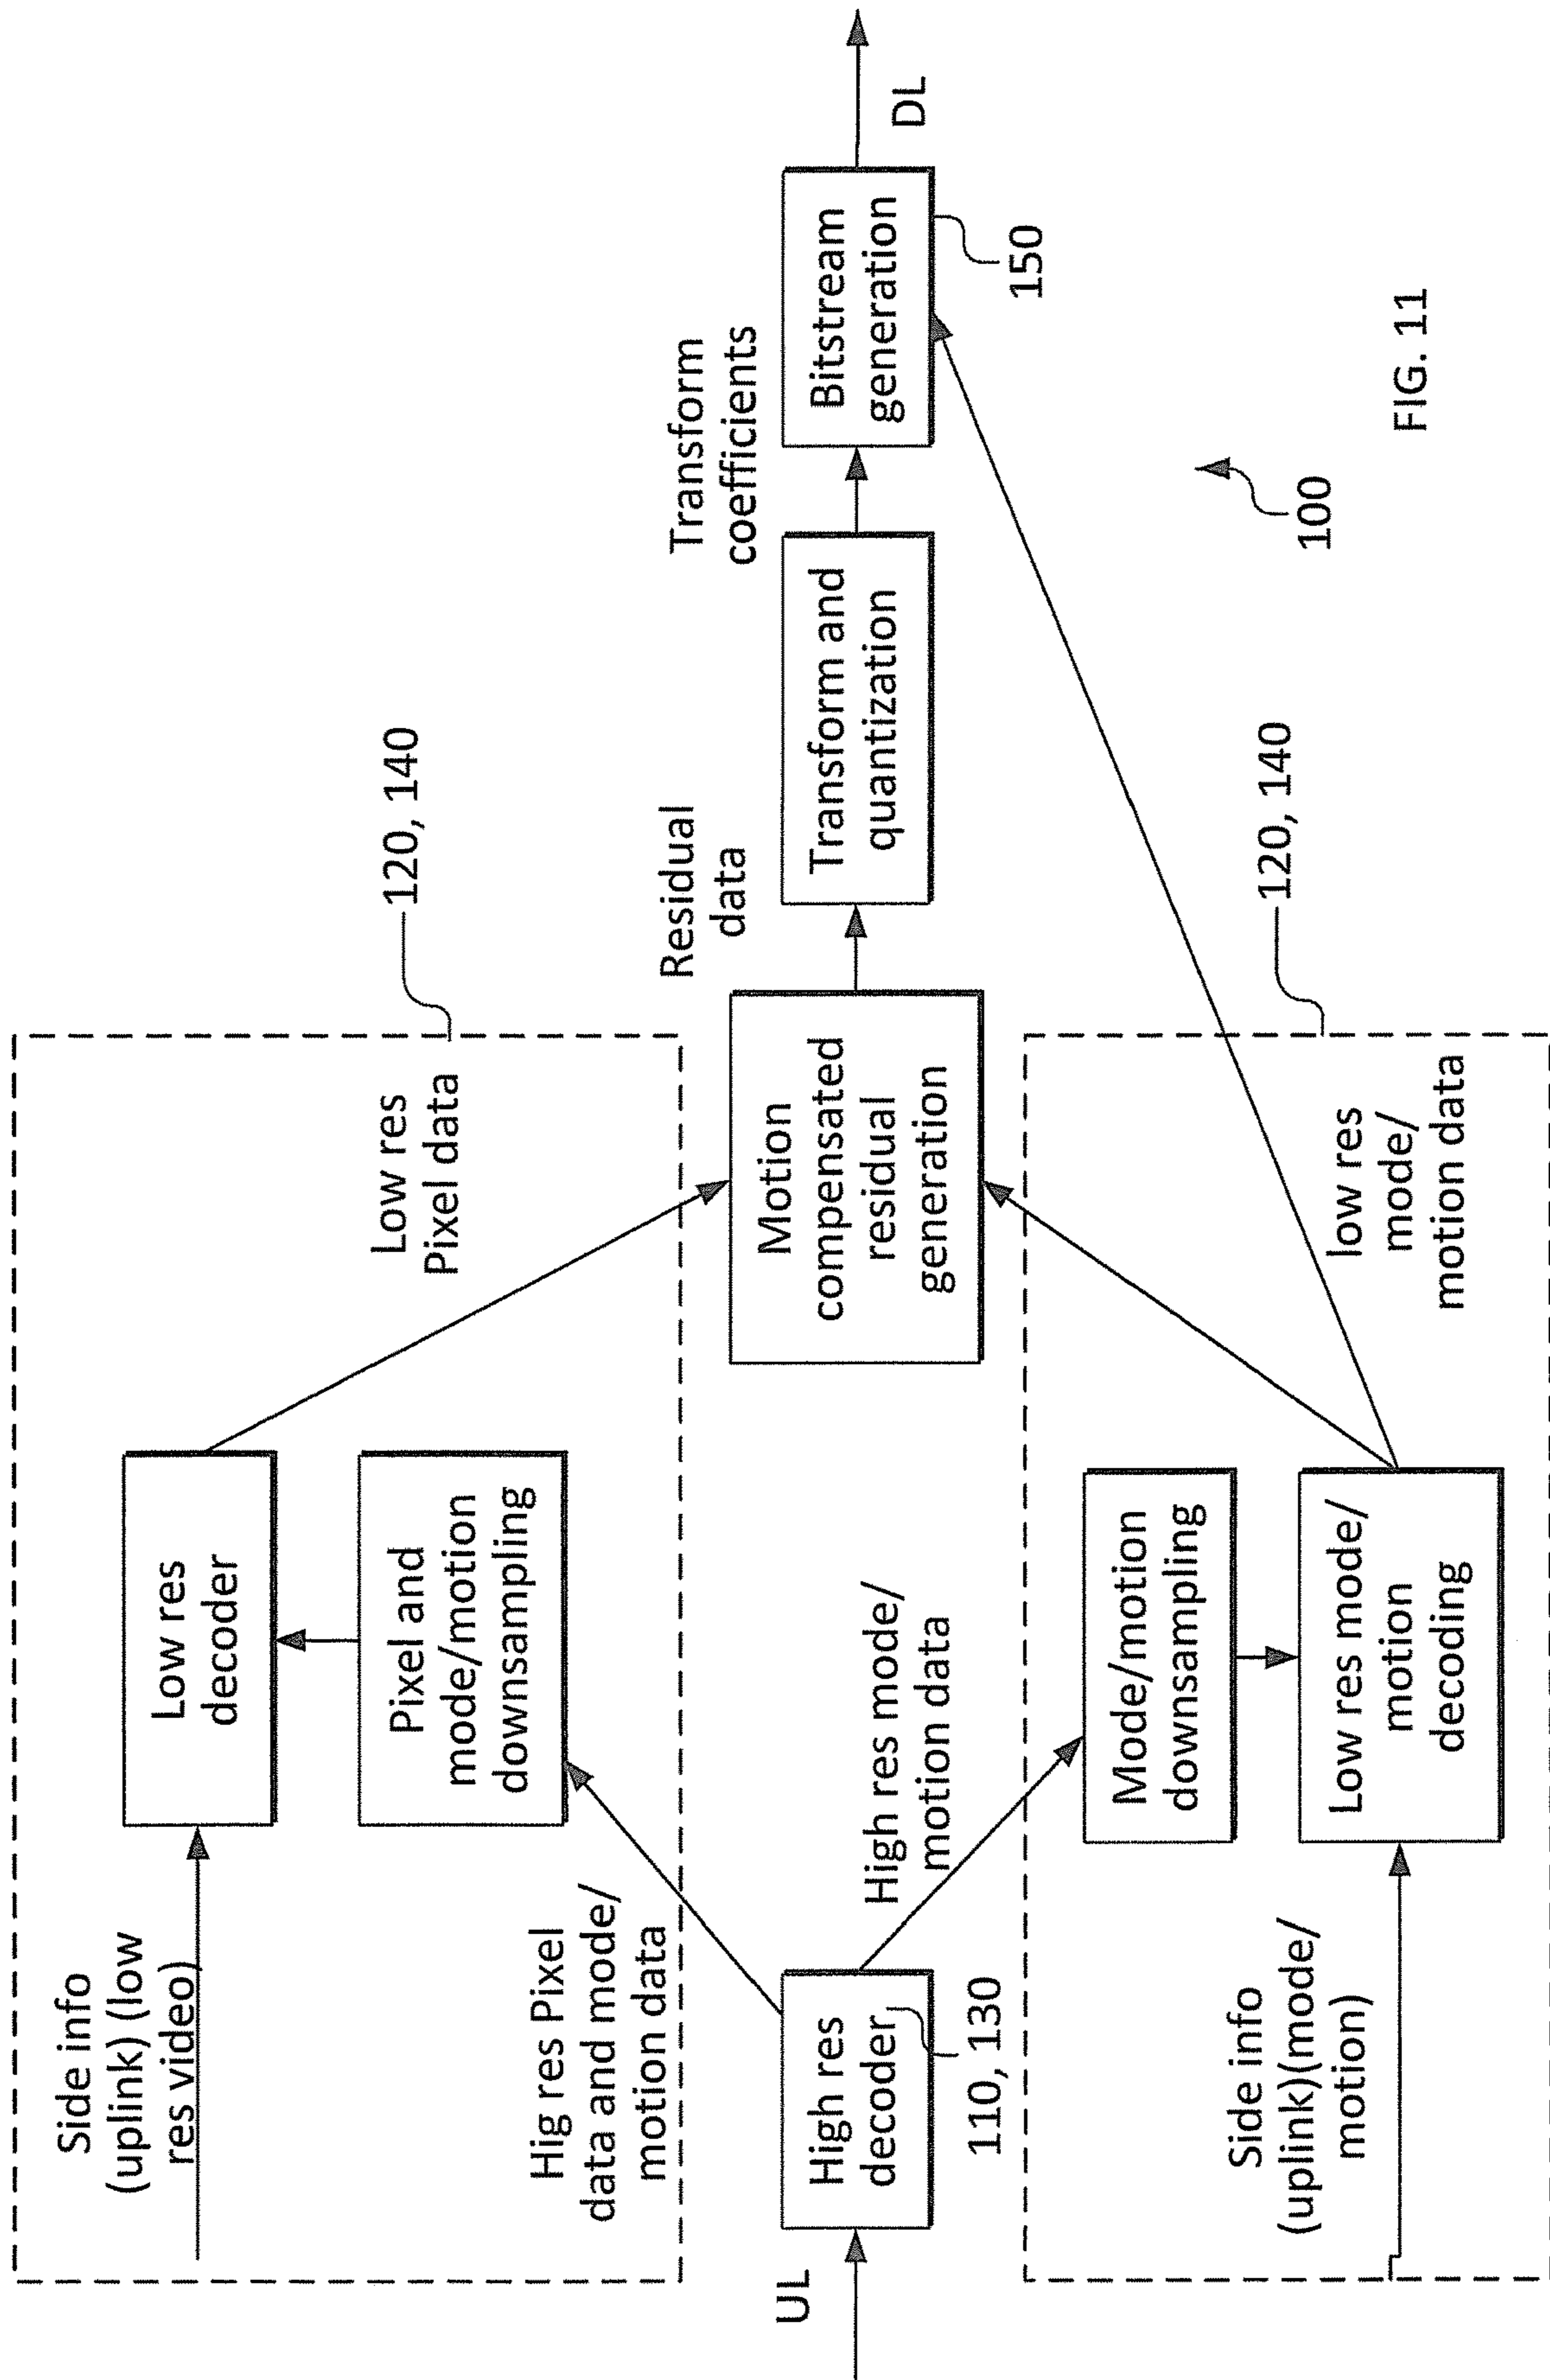 Side info
(uplink) (low
res video)
Low res
decoder
Pixel and
mode/motion
downsampling
Low res
Pixel data
120, 140
Hig res Pixel
data and mode/
motion data
UL
High res
decoder
110, 130
High res mode/
motion data
Motion
compensated
residual
generation
Residual
data
Transform and
quantization
Transform
coefficients
Bitstream
generation
150
DL
Side info
(uplink)(mode/
motion)
Mode/motion
downsampling
Low res mode/
motion
decoding
low res
mode/
motion data
120, 140
100
FIG. 11